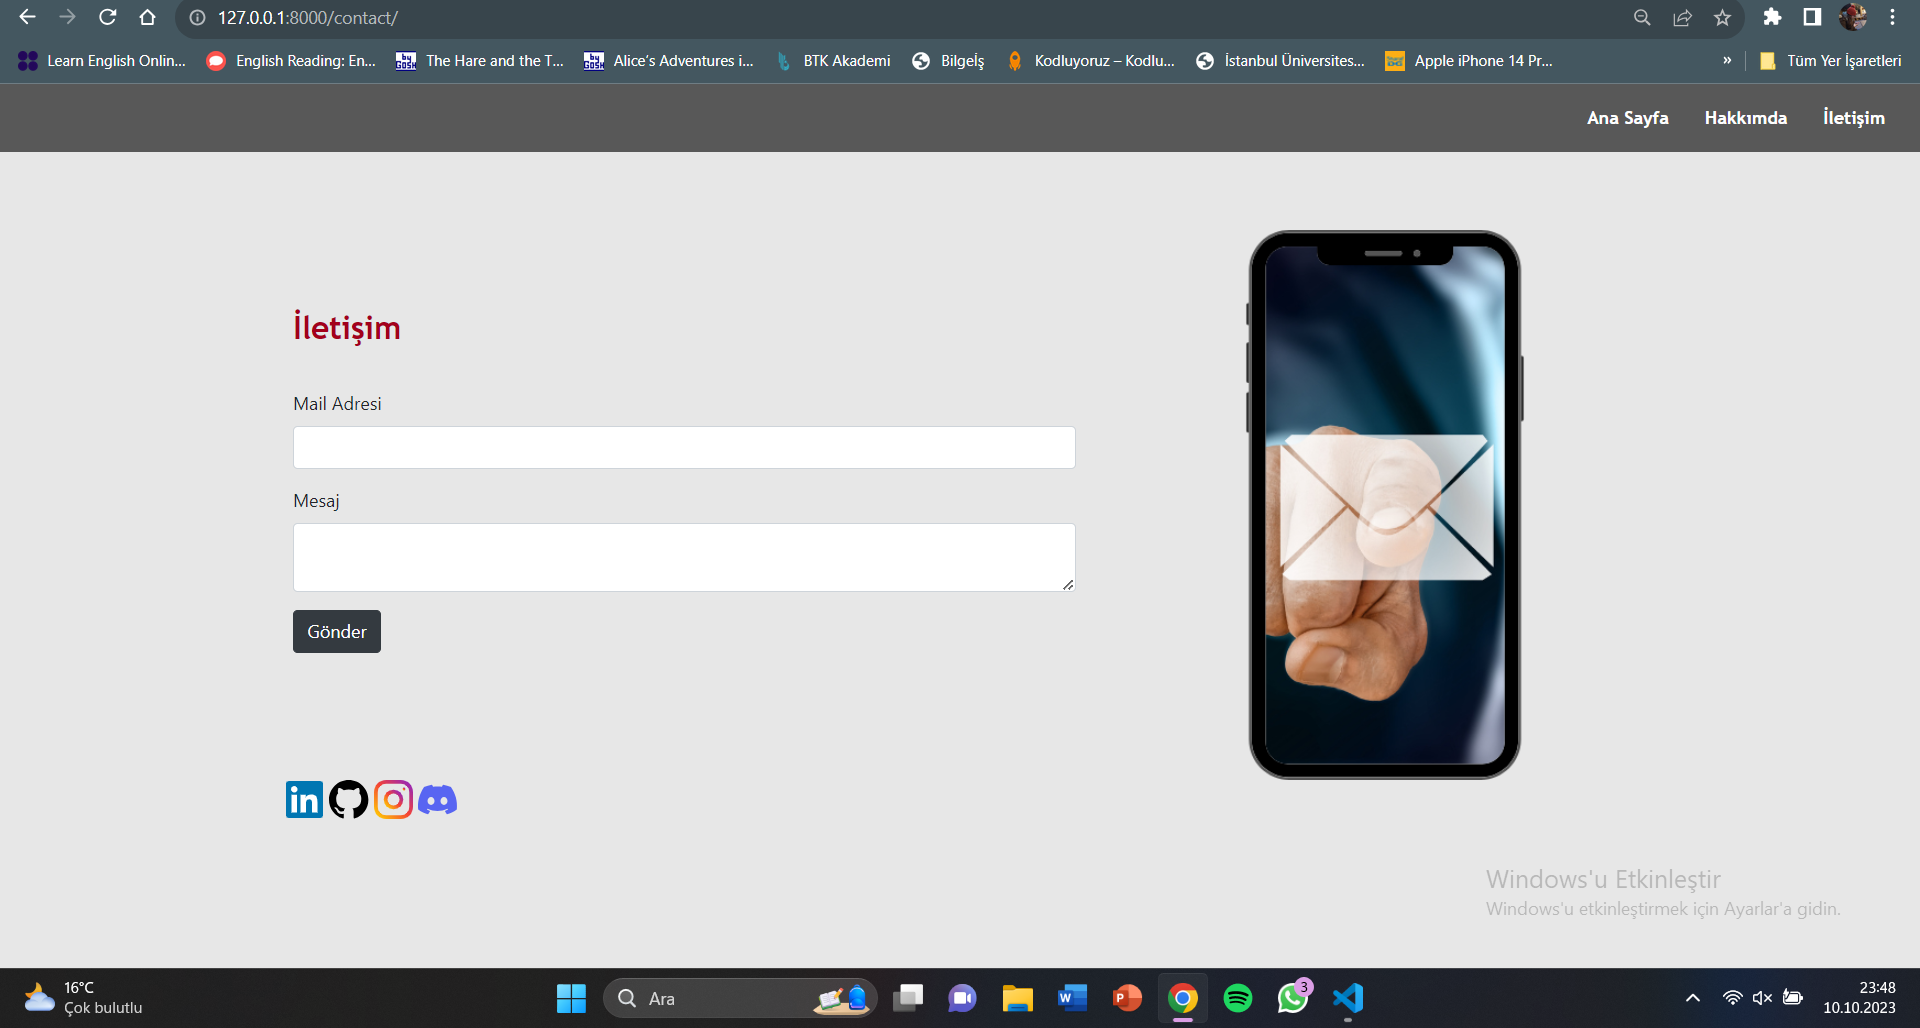 127.0.0.1:8000/contact/
Learn English Onlin... English Reading: En... The Hare and the T... Alice's Adventures i... BTK Akademi Bilgeİş Kodluyoruz – Kodlu... İstanbul Üniversites... Apple iPhone 14 Pr... » Tüm Yer İşaretleri
Ana Sayfa Hakkımda İletişim
İletişim
Mail Adresi
Mesaj
Gönder
Windows'u Etkinleştir
Windows'u etkinleştirmek için Ayarlar'a gidin.
16°C
Çok bulutlu
Ara
3
23:48
10.10.2023